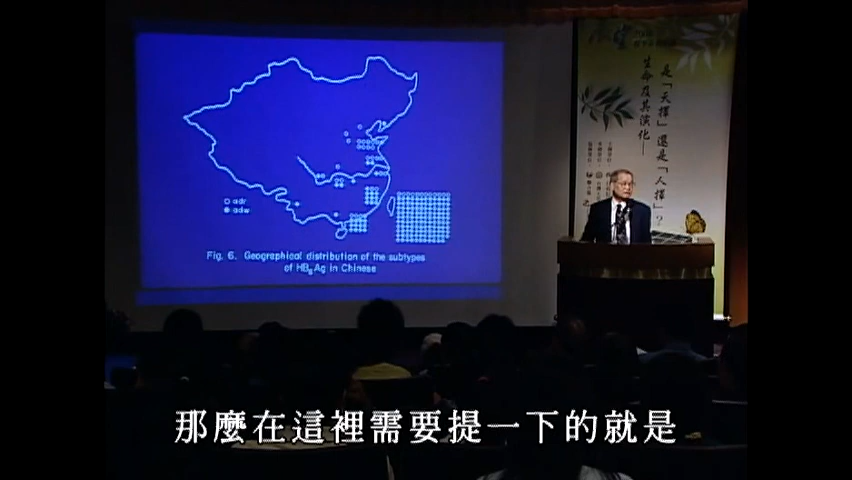 adr
adw
Fig. 6. Geographical distribution of the subtypes
of HBsAg in Chinese
是「天擇」還是「人擇」？
生命及其演化—
那麼在這裡需要提一下的就是